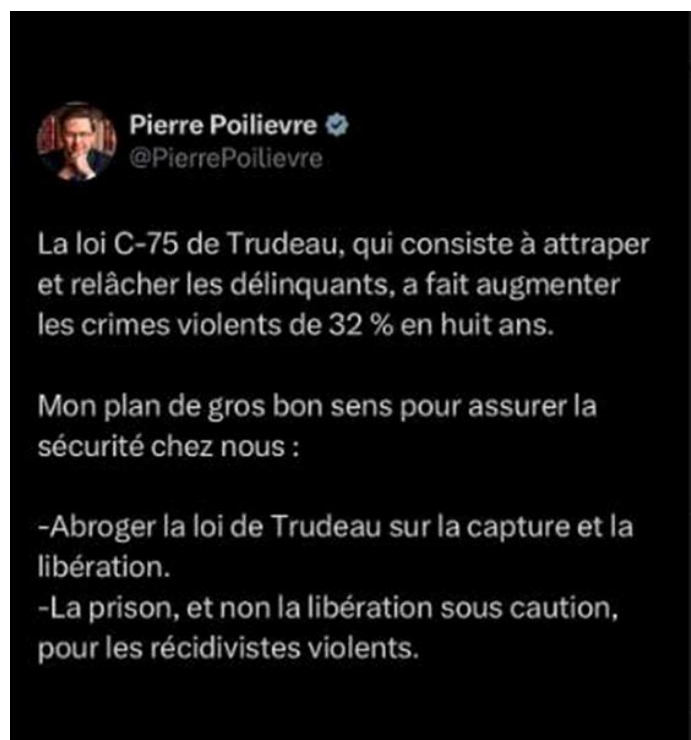 Pierre Poilievre
@PierrePoilievre
La loi C-75 de Trudeau, qui consiste à attraper
et relâcher les délinquants, a fait augmenter
les crimes violents de 32 % en huit ans.
Mon plan de gros bon sens pour assurer la
sécurité chez nous :
-Abroger la loi de Trudeau sur la capture et la
libération.
-La prison, et non la libération sous caution,
pour les récidivistes violents.